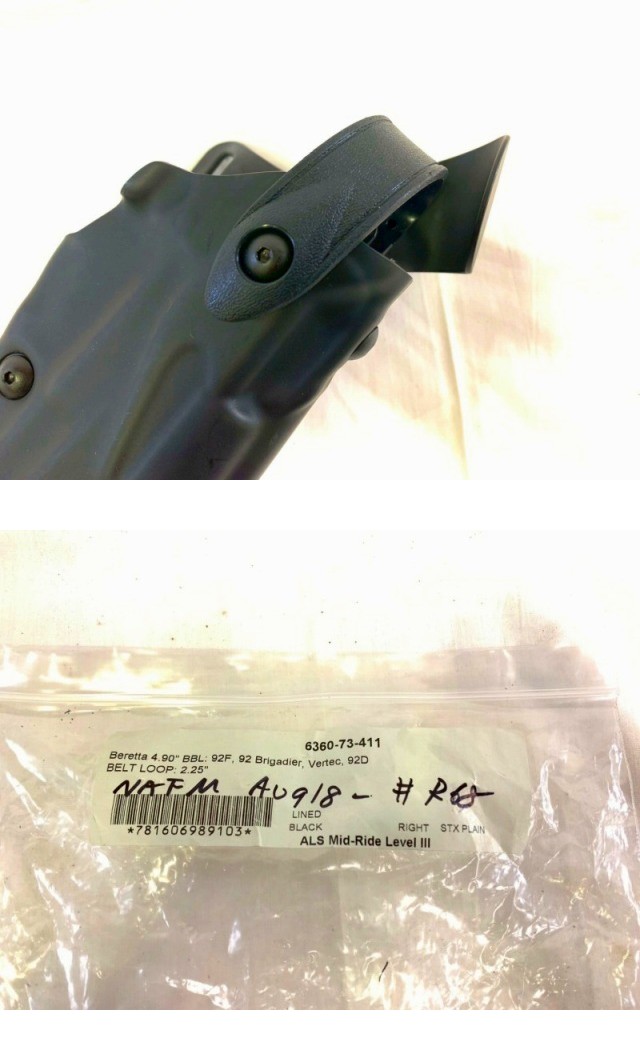 6360-73-411
Beretta 4.90" BBL: 92F, 92 Brigadier, Vertec, 92D
BELT LOOP: 2.25"
NAFM AUG18 - # R68
LINED
BLACK RIGHT STX PLAIN
*781606989103*
ALS Mid-Ride Level III